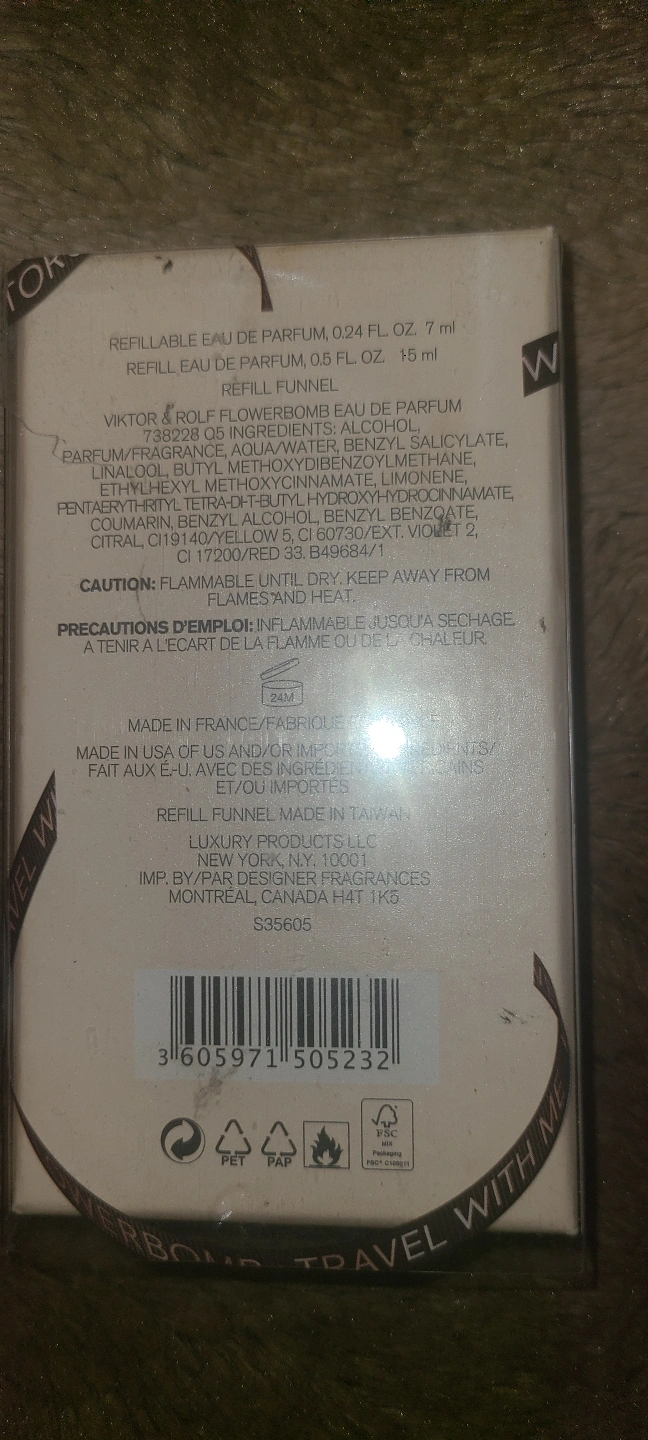 TOR
W
REFILLABLE EAU DE PARFUM, 0.24 FL. OZ. 7 ml
REFILL EAU DE PARFUM, 0.5 FL. OZ. 15 ml
REFILL FUNNEL
VIKTOR & ROLF FLOWERBOMB EAU DE PARFUM
738228 Q5 INGREDIENTS: ALCOHOL,
PARFUM/FRAGRANCE, AQUA/WATER, BENZYL SALICYLATE,
LINALOOL, BUTYL METHOXYDIBENZOYLMETHANE,
ETHYLHEXYL METHOXYCINNAMATE, LIMONENE,
PENTAERYTHRITYL TETRA-DI-T-BUTYL HYDROXYHYDROCINNAMATE,
COUMARIN, BENZYL ALCOHOL, BENZYL BENZOATE,
CITRAL, CI19140/YELLOW 5, CI 60730/EXT. VIOLET 2,
CI 17200/RED 33. B49684/1
CAUTION: FLAMMABLE UNTIL DRY. KEEP AWAY FROM
FLAMES AND HEAT.
PRECAUTIONS D'EMPLOI: INFLAMMABLE JUSQU'A SECHAGE.
A TENIR A L'ECART DE LA FLAMME OU DE LA CHALEUR.
24M
MADE IN FRANCE/FABRIQUÉ
MADE IN USA OF US AND/OR
FAIT AUX É.-U. AVEC DES
ET/OU IMPORTÉS
REFILL FUNNEL MADE IN TAIWAN
LUXURY PRODUCTS LLC
NEW YORK, N.Y. 10001
IMP. BY/PAR DESIGNER FRAGRANCES
MONTRÉAL, CANADA H4T 1K5
S35605
3 605971 505232
PET
PAP
FSC
MIX
Packaging
AVEL WI
OWERBOMB TRAVEL WITH ME